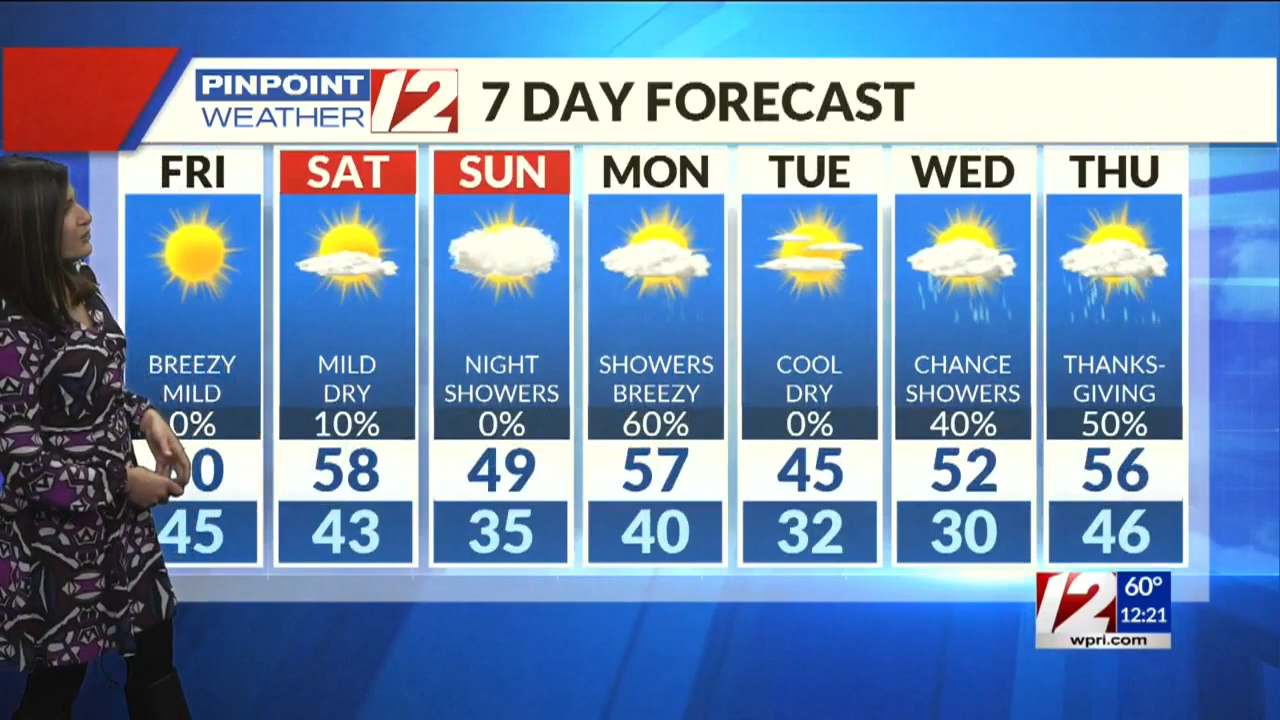 PINPOINT
WEATHER 12
7 DAY FORECAST
FRI SAT SUN MON TUE WED THU
BREEZY MILD NIGHT SHOWERS COOL CHANCE THANKS-
MILD DRY SHOWERS BREEZY DRY SHOWERS GIVING
0% 10% 0% 60% 0% 40% 50%
0 58 49 57 45 52 56
45 43 35 40 32 30 46
12 60°
12:21
wpri.com